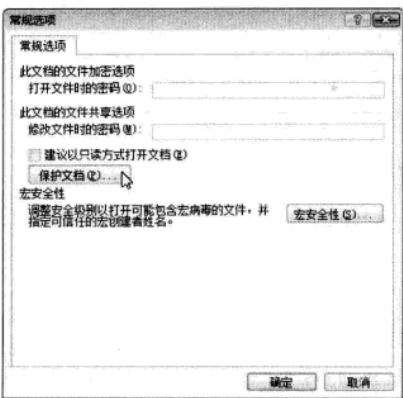 常规选项
常规选项
此文档的文件加密选项
打开文件时的密码(O):
此文档的文件共享选项
修改文件时的密码(M):
建议以只读方式打开文档(E)
保护文档(P)...
宏安全性
调整安全级别以打开可能包含宏病毒的文件，并
指定可信任的宏创建者姓名。
宏安全性(S)...
确定
取消